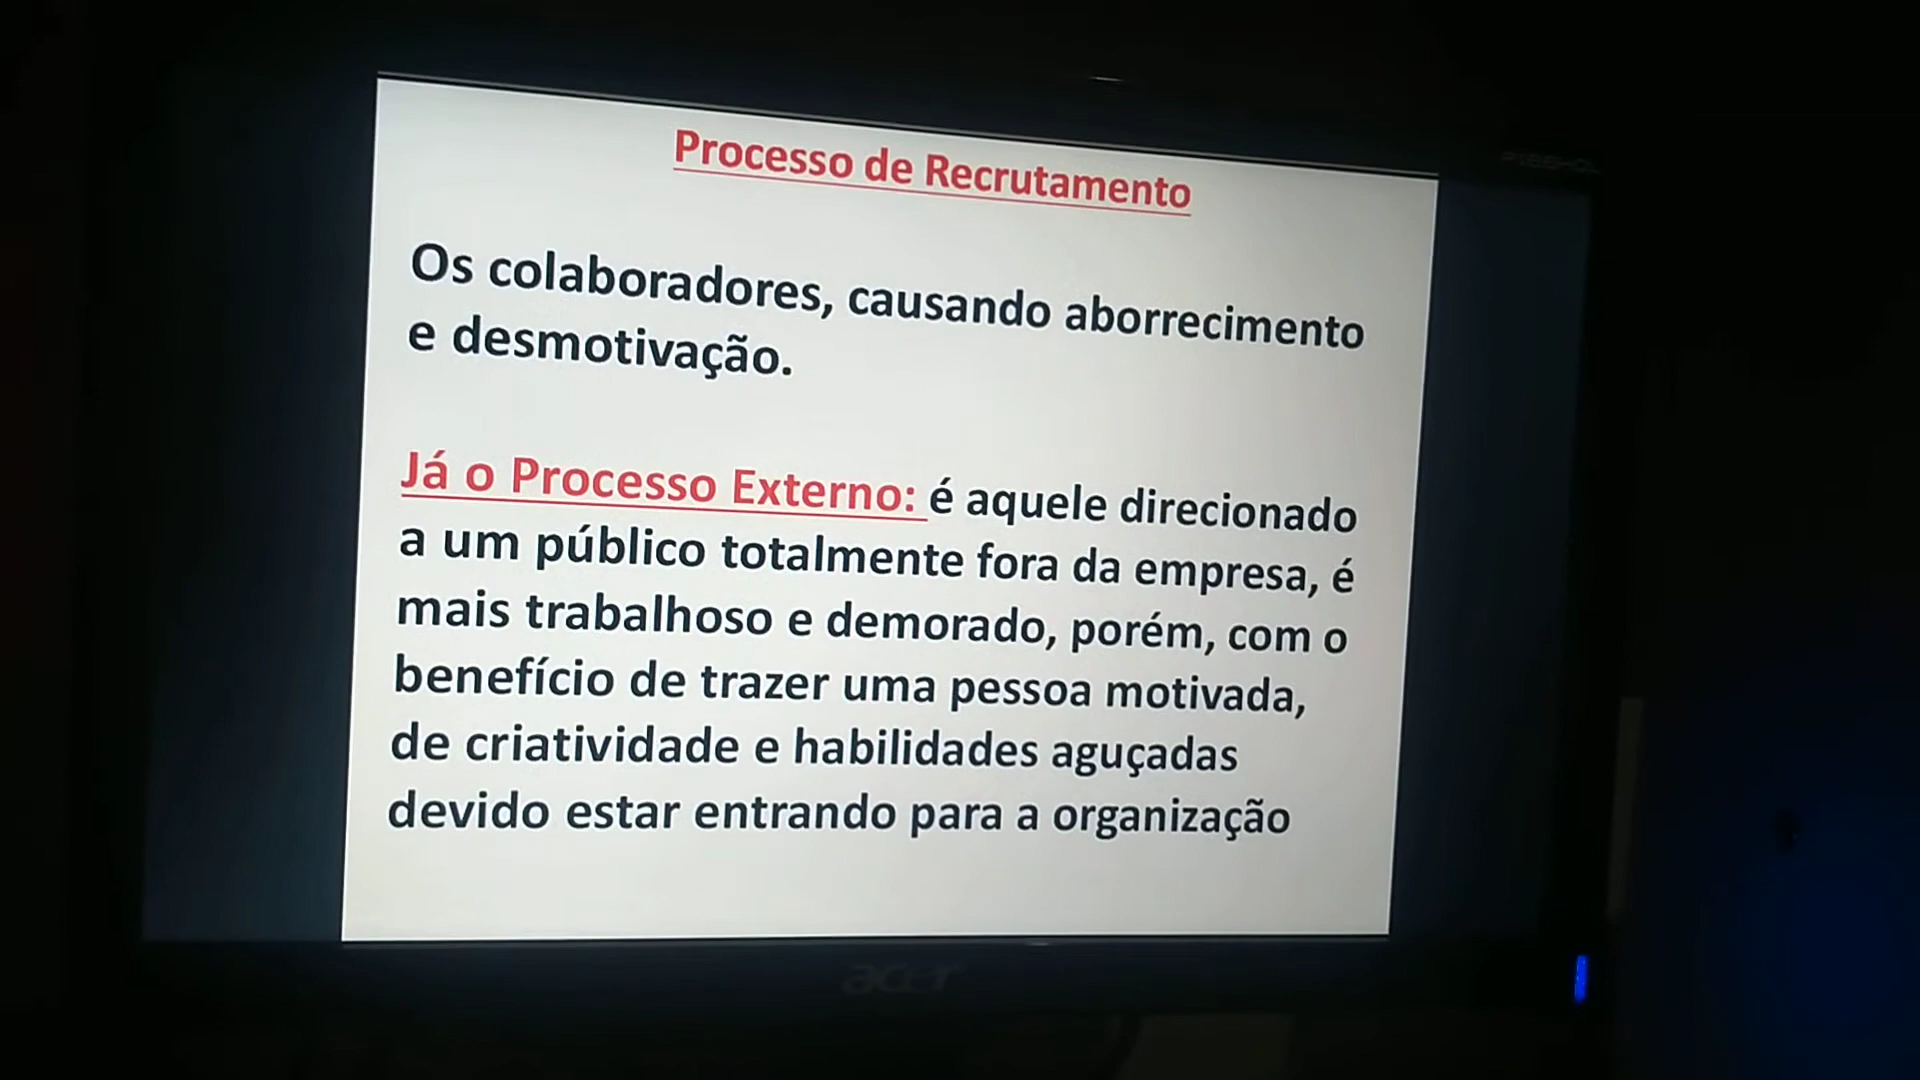 Processo de Recrutamento
Os colaboradores, causando aborrecimento
e desmotivação.
Já o Processo Externo: é aquele direcionado
a um público totalmente fora da empresa, é
mais trabalhoso e demorado, porém, com o
benefício de trazer uma pessoa motivada,
de criatividade e habilidades aguçadas
devido estar entrando para a organização
acer